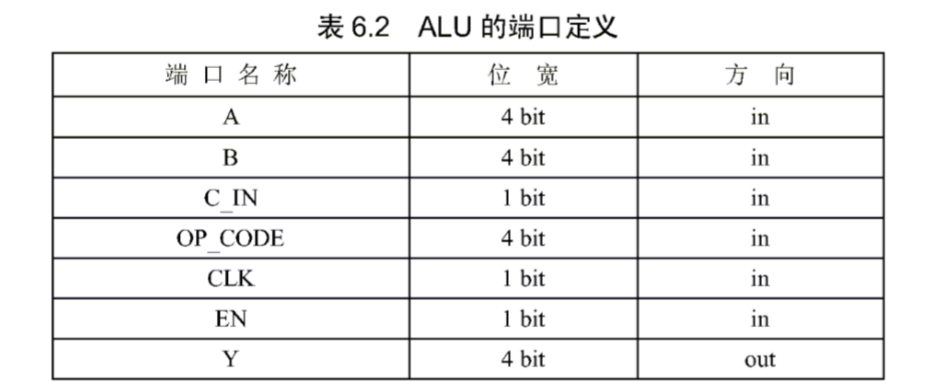 表 6.2 ALU 的端口定义
端口名称 位宽 方向
A 4 bit in
B 4 bit in
C_IN 1 bit in
OP_CODE 4 bit in
CLK 1 bit in
EN 1 bit in
Y 4 bit out